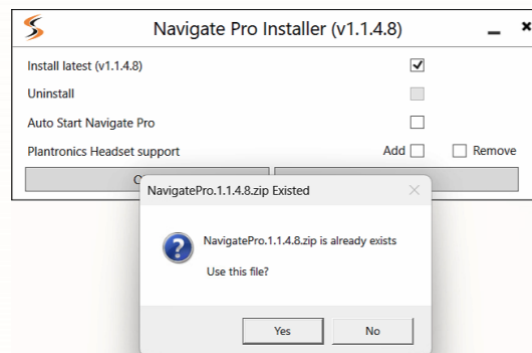 Navigate Pro Installer (v1.1.4.8)
Install latest (v1.1.4.8)
Uninstall
Auto Start Navigate Pro
Plantronics Headset support Add Remove
NavigatePro.1.1.4.8.zip Existed
NavigatePro.1.1.4.8.zip is already exists
Use this file?
Yes No